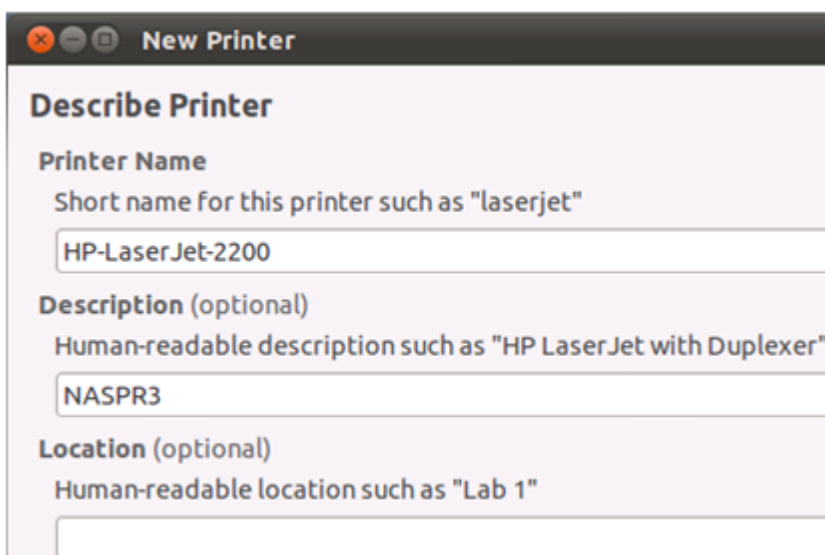 New Printer
Describe Printer
Printer Name
Short name for this printer such as "laserjet"
HP-LaserJet-2200
Description (optional)
Human-readable description such as "HP LaserJet with Duplexer"
NASPR3
Location (optional)
Human-readable location such as "Lab 1"